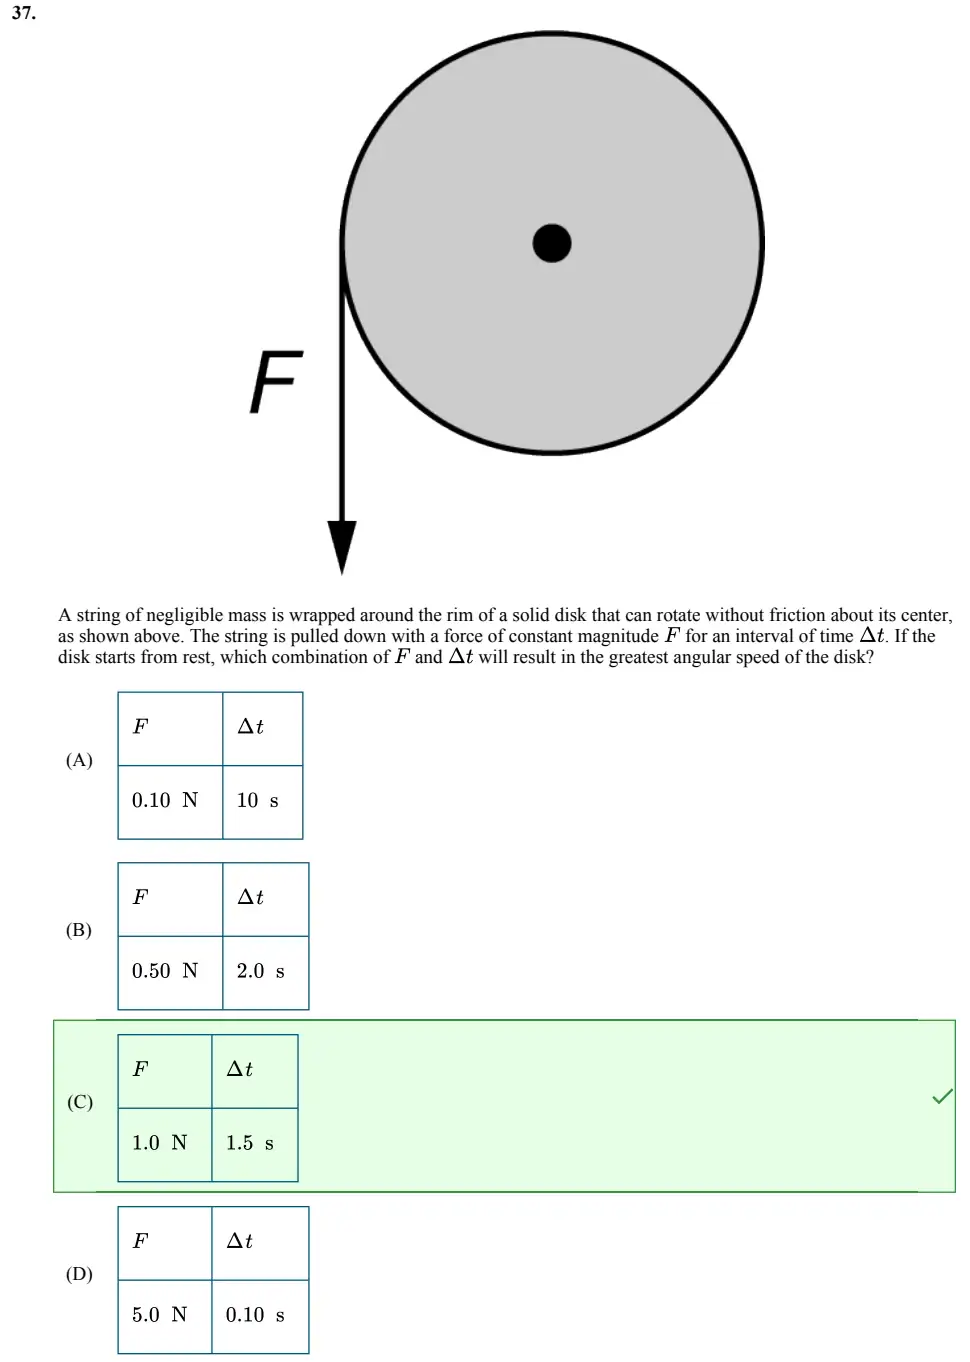 37.
F
A string of negligible mass is wrapped around the rim of a solid disk that can rotate without friction about its center,
as shown above. The string is pulled down with a force of constant magnitude F for an interval of time Δt. If the
disk starts from rest, which combination of F and Δt will result in the greatest angular speed of the disk?
F Δt
(A)
0.10 N 10 s
F Δt
(B)
0.50 N 2.0 s
F Δt
(C)
1.0 N 1.5 s
F Δt
(D)
5.0 N 0.10 s